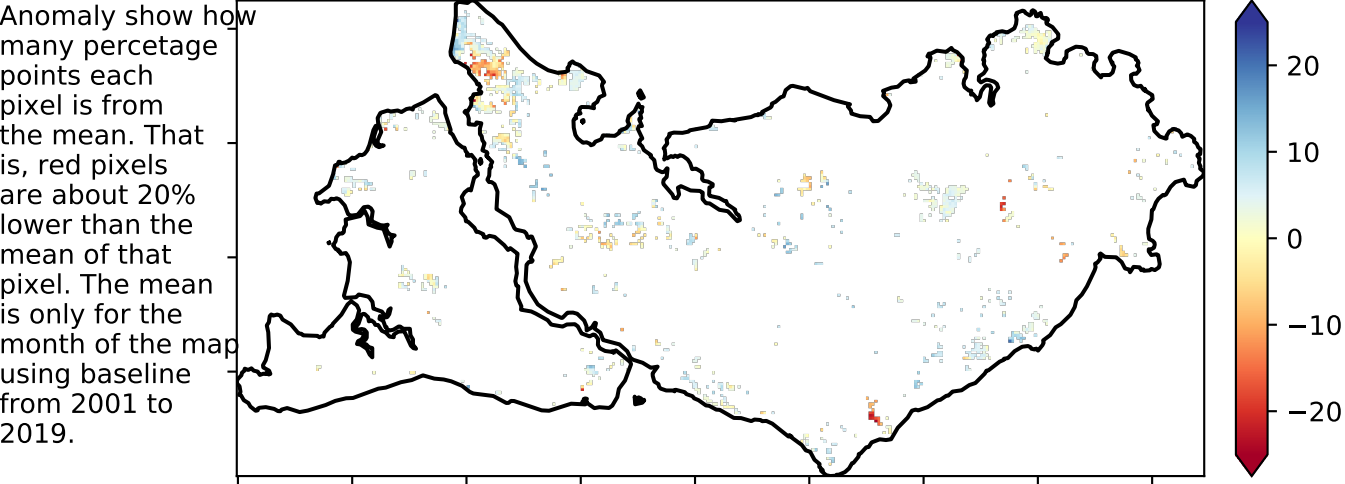 Anomaly show how
many percetage
points each
pixel is from
the mean. That
is, red pixels
are about 20%
lower than the
mean of that
pixel. The mean
is only for the
month of the map
using baseline
from 2001 to
2019.
20
10
0
−10
−20